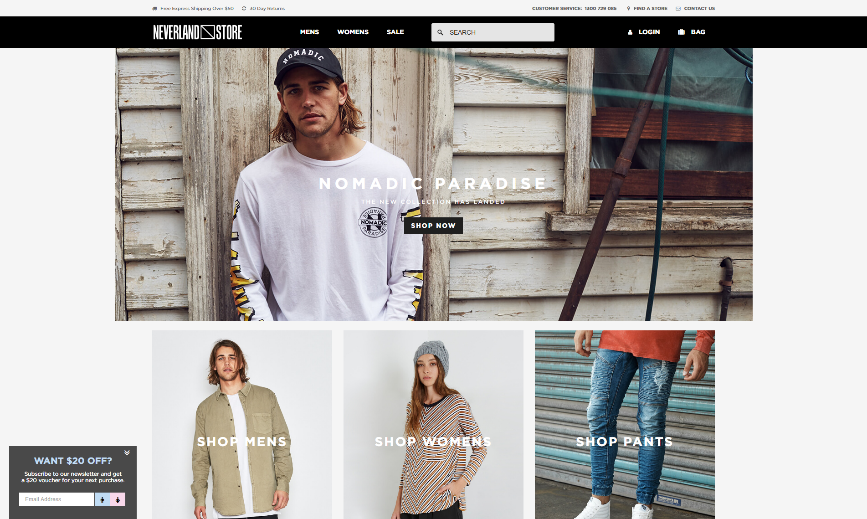 Free Express Shipping Over $50
30 Day Returns
CUSTOMER SERVICE: 1300 739 085
FIND A STORE
CONTACT US
NEVERLAND STORE
MENS
WOMENS
SALE
SEARCH
LOGIN
BAG
NOMADIC
NOMADIC PARADISE
THE NEW COLLECTION HAS LANDED
NOMADIC
SHOP NOW
SHOP MENS
SHOP WOMENS
SHOP PANTS
WANT $20 OFF?
Subscribe to our newsletter and get
a $20 voucher for your next purchase
Email Address